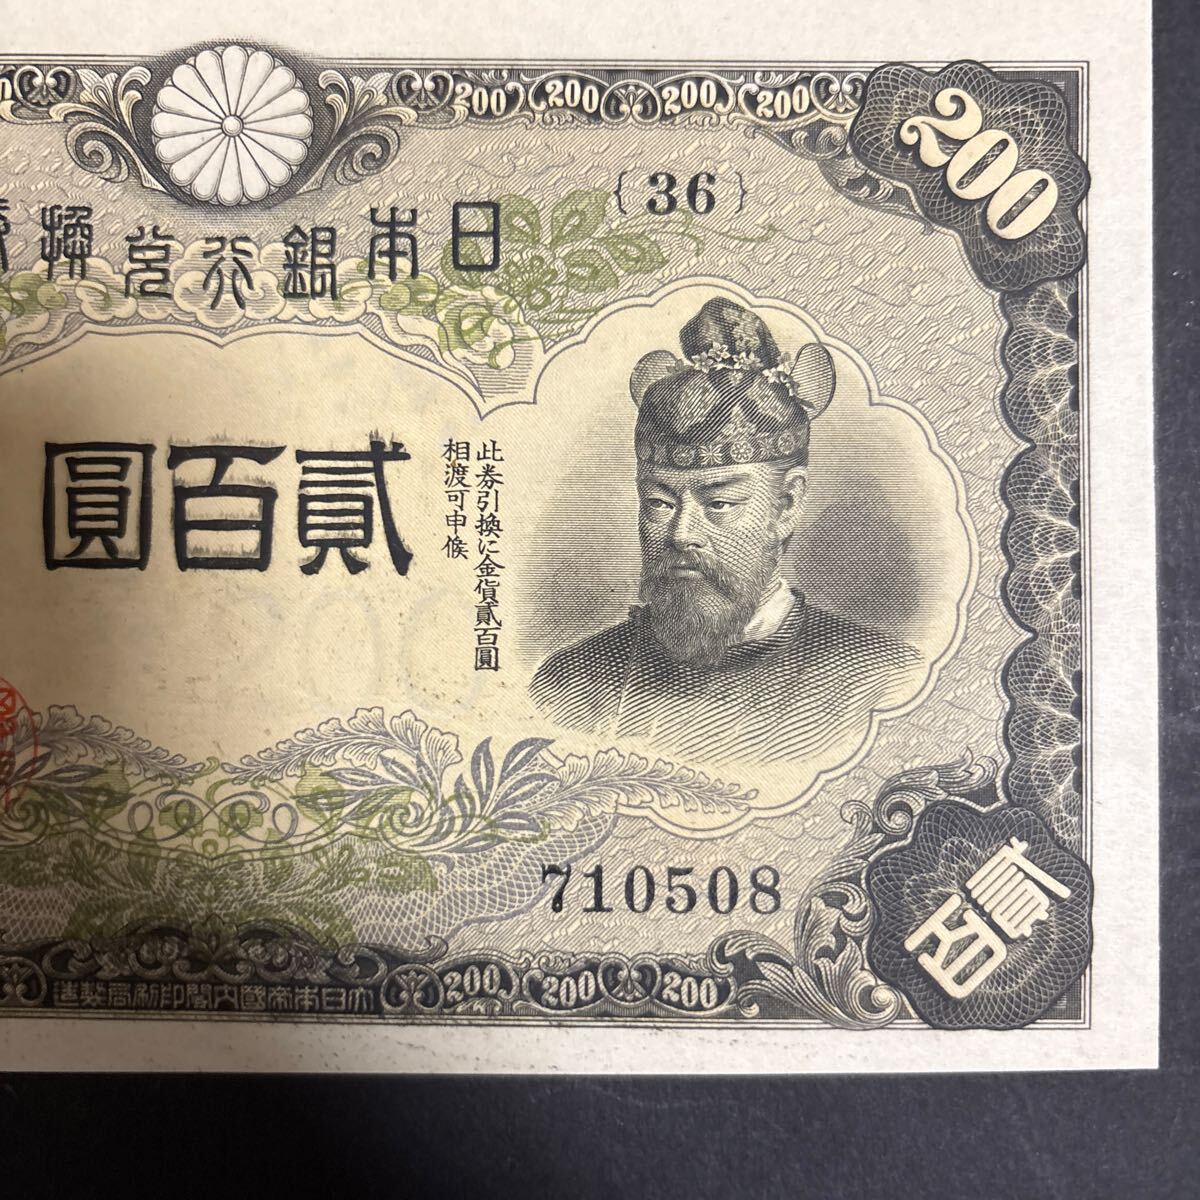 200 200 200 200
200
{36}
日本銀行兌換
貳百圓
此券引換に金貨貳百圓
相渡可申候
710508
貳百
200 200 200
大日本帝國内閣印刷局製造